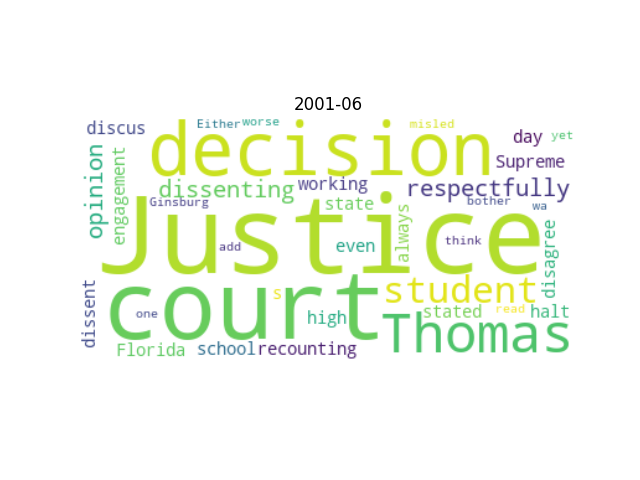 2001-06
discus
Either
worse
misled
decision
day
yet
opinion
engagement
Supreme
dissenting
working
respectfully
Ginsburg
state
always
bother
wa
Justice
add
even
think
disagree
dissent
court
s
student
one
high
stated
read
halt
Thomas
Florida
school
recounting